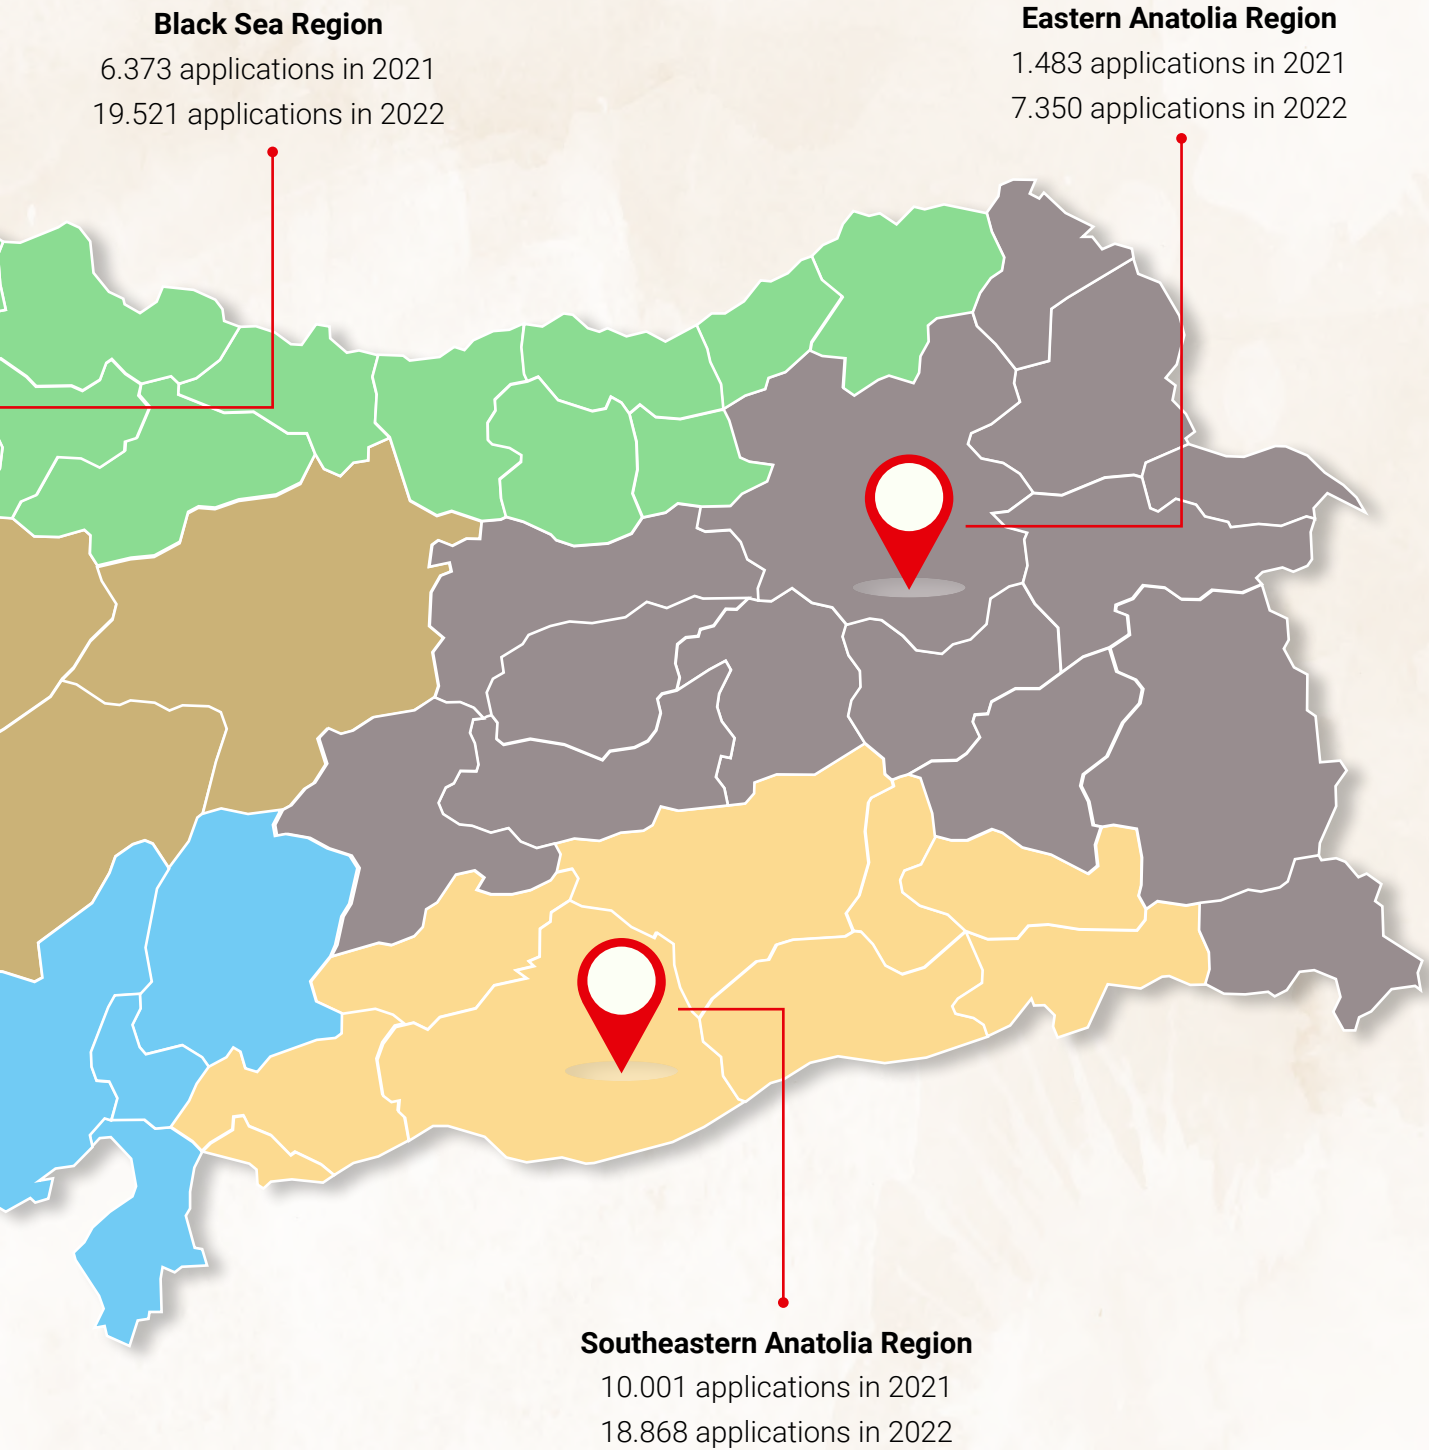 Black Sea Region
6.373 applications in 2021
19.521 applications in 2022
Eastern Anatolia Region
1.483 applications in 2021
7.350 applications in 2022
Southeastern Anatolia Region
10.001 applications in 2021
18.868 applications in 2022